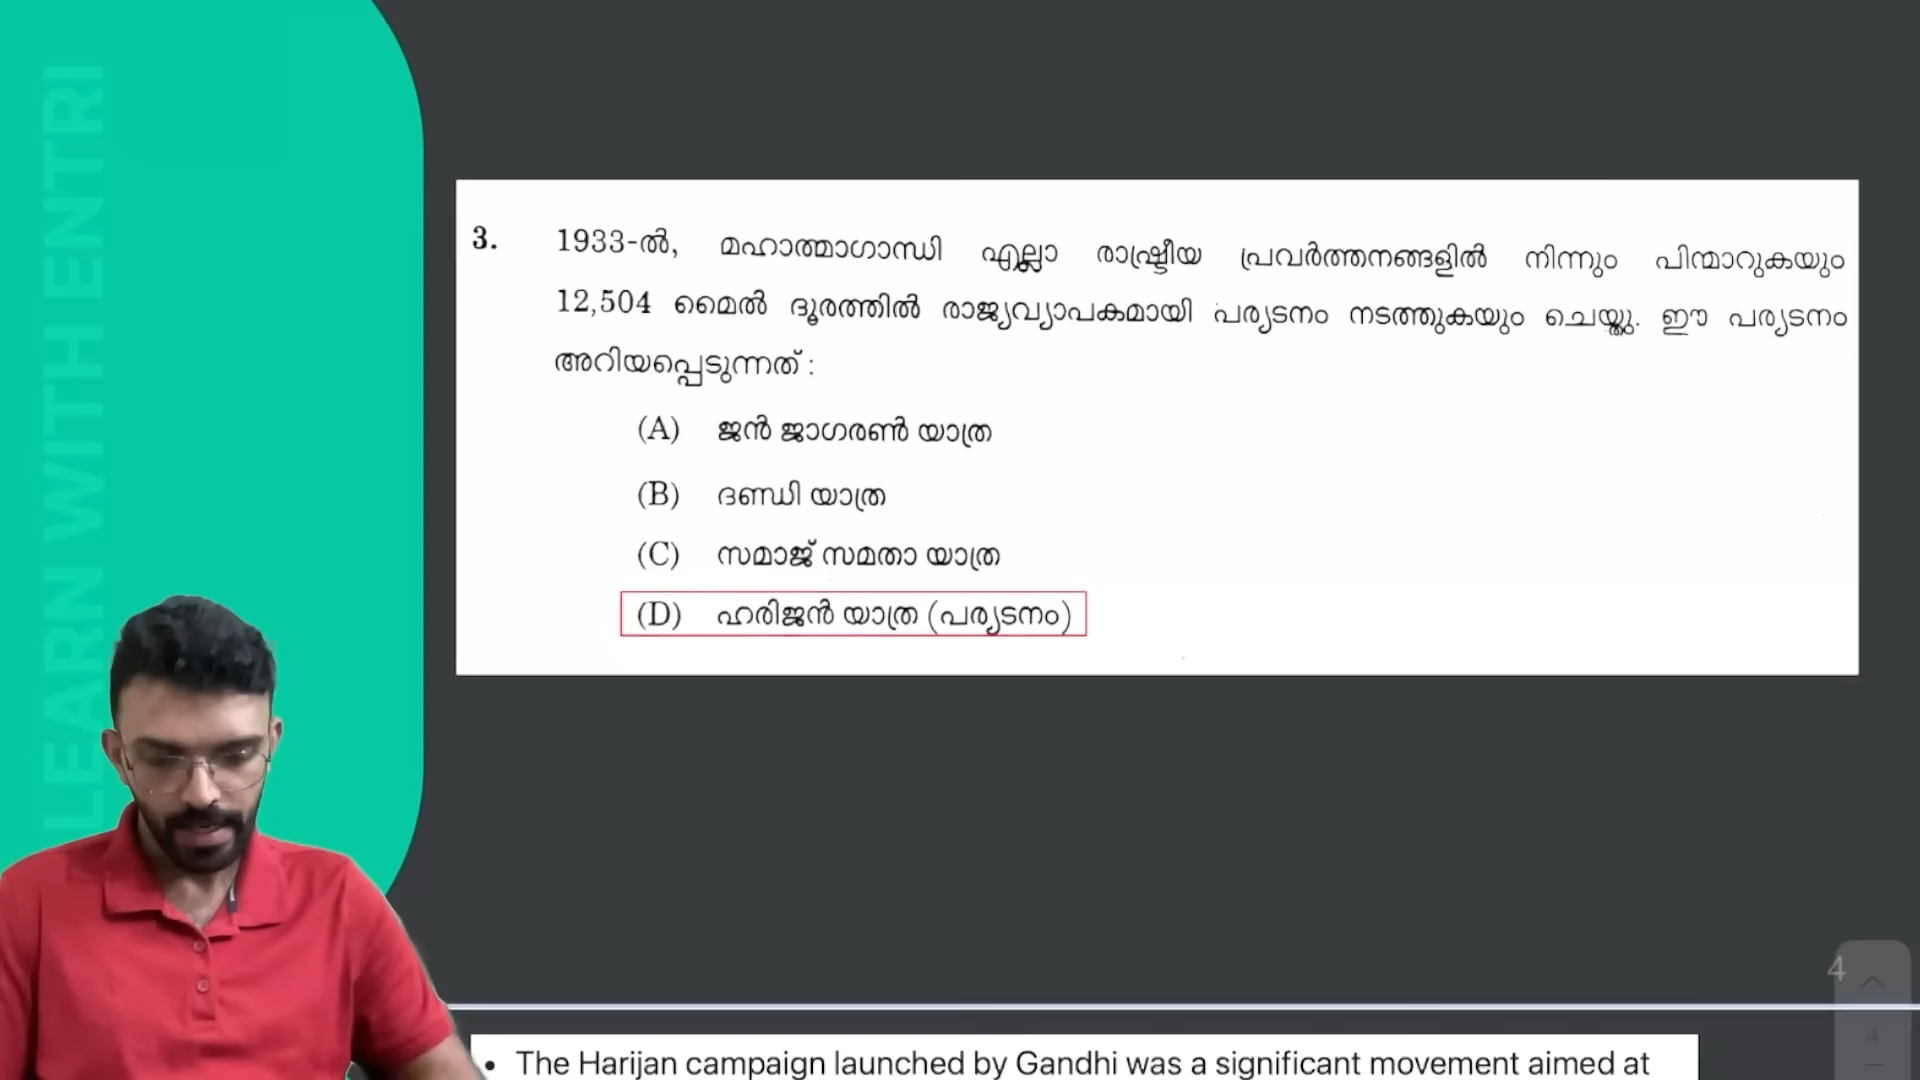 LEARN WITH ENTRI
3. 1933-ൽ, മഹാത്മാഗാന്ധി എല്ലാ രാഷ്ട്രീയ പ്രവർത്തനങ്ങളിൽ നിന്നും പിന്മാറുകയും
12,504 മൈൽ ദൂരത്തിൽ രാജ്യവ്യാപകമായി പര്യടനം നടത്തുകയും ചെയ്തു. ഈ പര്യടനം
അറിയപ്പെടുന്നത് :
(A) ജൻ ജാഗരൺ യാത്ര
(B) ദണ്ഡി യാത്ര
(C) സമാജ് സമതാ യാത്ര
(D) ഹരിജൻ യാത്ര (പര്യടനം)
4
• The Harijan campaign launched by Gandhi was a significant movement aimed at